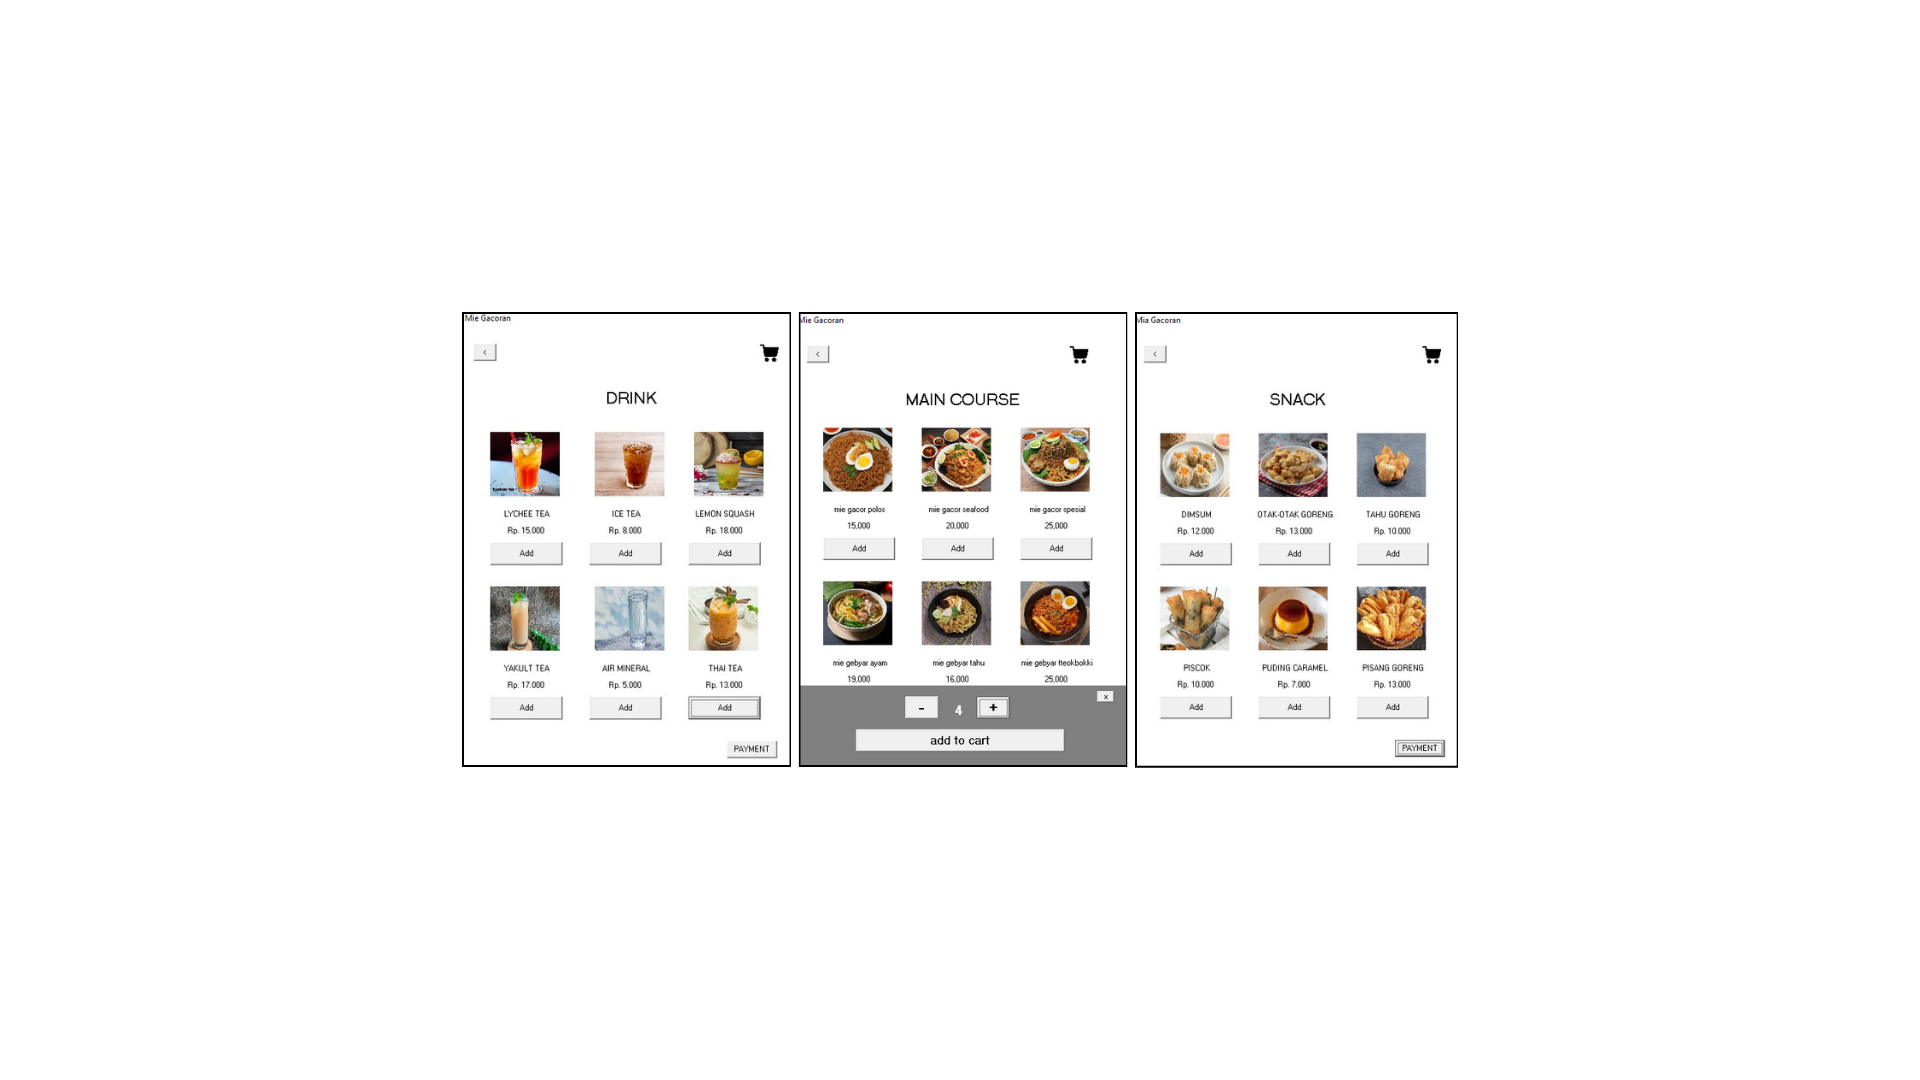 Mie Gacoran
<
DRINK
LYCHEE TEA ICE TEA LEMON SQUASH
Rp. 15.000 Rp. 8.000 Rp. 18.000
Add Add Add
YAKULT TEA AIR MINERAL THAI TEA
Rp. 17.000 Rp. 5.000 Rp. 13.000
Add Add Add
PAYMENT
Mie Gacoran
<
MAIN COURSE
mie gacor polos mie gacor seafood mie gacor spesial
15,000 20,000 25,000
Add Add Add
mie gebyar ayam mie gebyar tahu mie gebyar tteokbokki
19,000 16,000 25,000
x
- 4 +
add to cart
Mia Gacoran
<
SNACK
DIMSUM OTAK-OTAK GORENG TAHU GORENG
Rp. 12.000 Rp. 13.000 Rp. 10.000
Add Add Add
PISCOK PUDING CARAMEL PISANG GORENG
Rp. 10.000 Rp. 7.000 Rp. 13.000
Add Add Add
PAYMENT